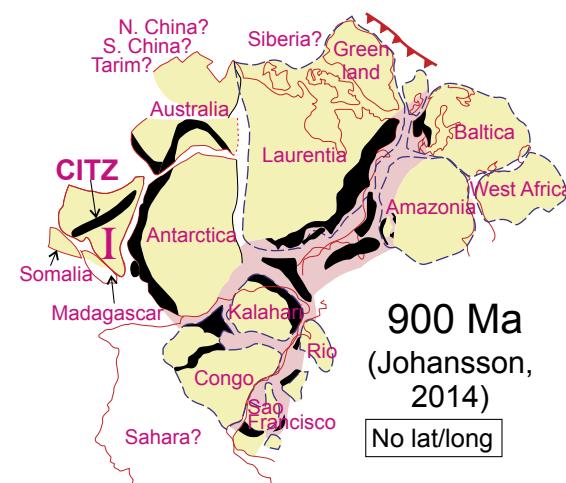 N. China?
S. China?
Tarim?
Siberia?
Green
land
Australia
Laurentia
Baltica
CITZ
West Africa
I
Antarctica
Amazonia
Somalia
Madagascar
Kalahari
900 Ma
(Johansson,
2014)
Rio
Congo
Sao
Francisco
Sahara?
No lat/long